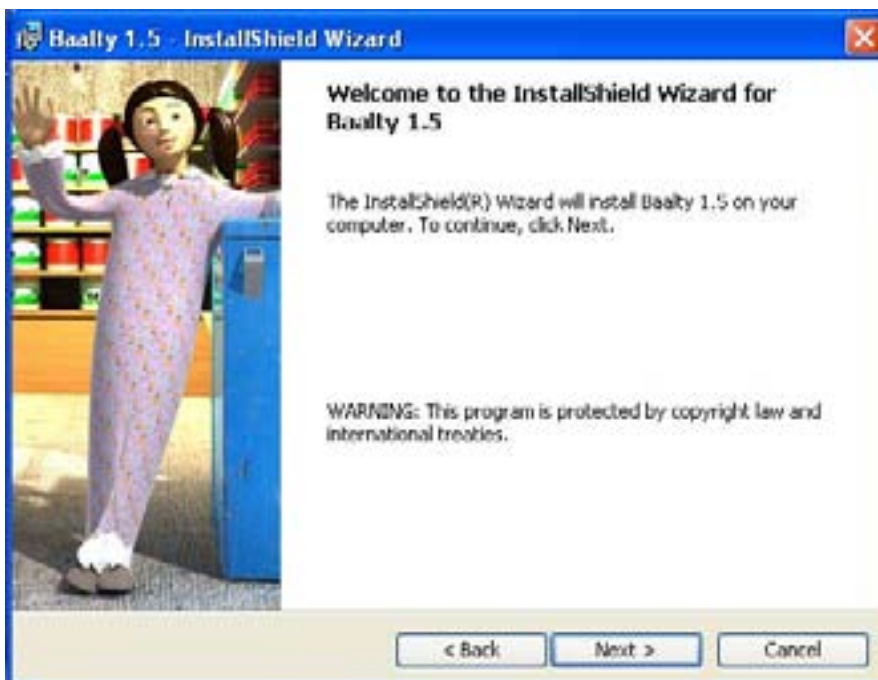 Baalty 1.5 - InstallShield Wizard
Welcome to the InstallShield Wizard for
Baalty 1.5
The InstallShield(R) Wizard will install Baalty 1.5 on your
computer. To continue, click Next.
WARNING: This program is protected by copyright law and
international treaties.
< Back
Next >
Cancel